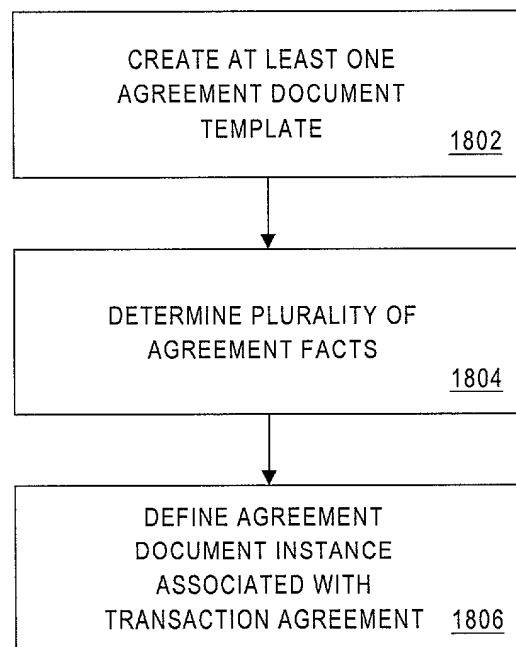 CREATE AT LEAST ONE
AGREEMENT DOCUMENT
TEMPLATE
1802
DETERMINE PLURALITY OF
AGREEMENT FACTS
1804
DEFINE AGREEMENT
DOCUMENT INSTANCE
ASSOCIATED WITH
TRANSACTION AGREEMENT
1806